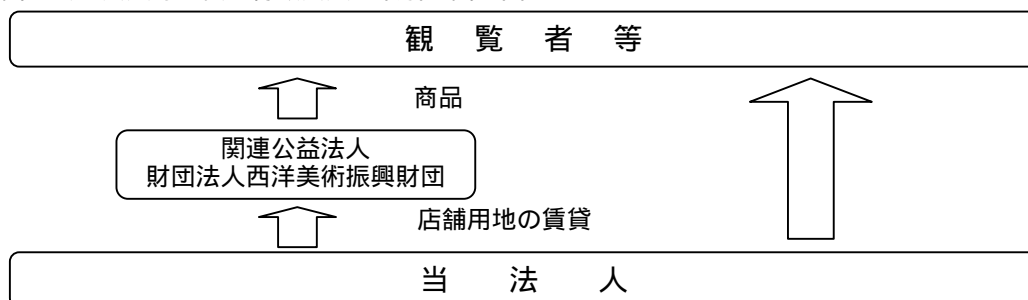 観覧者等
商品
関連公益法人
財団法人西洋美術振興財団
店舗用地の賃貸
当法人